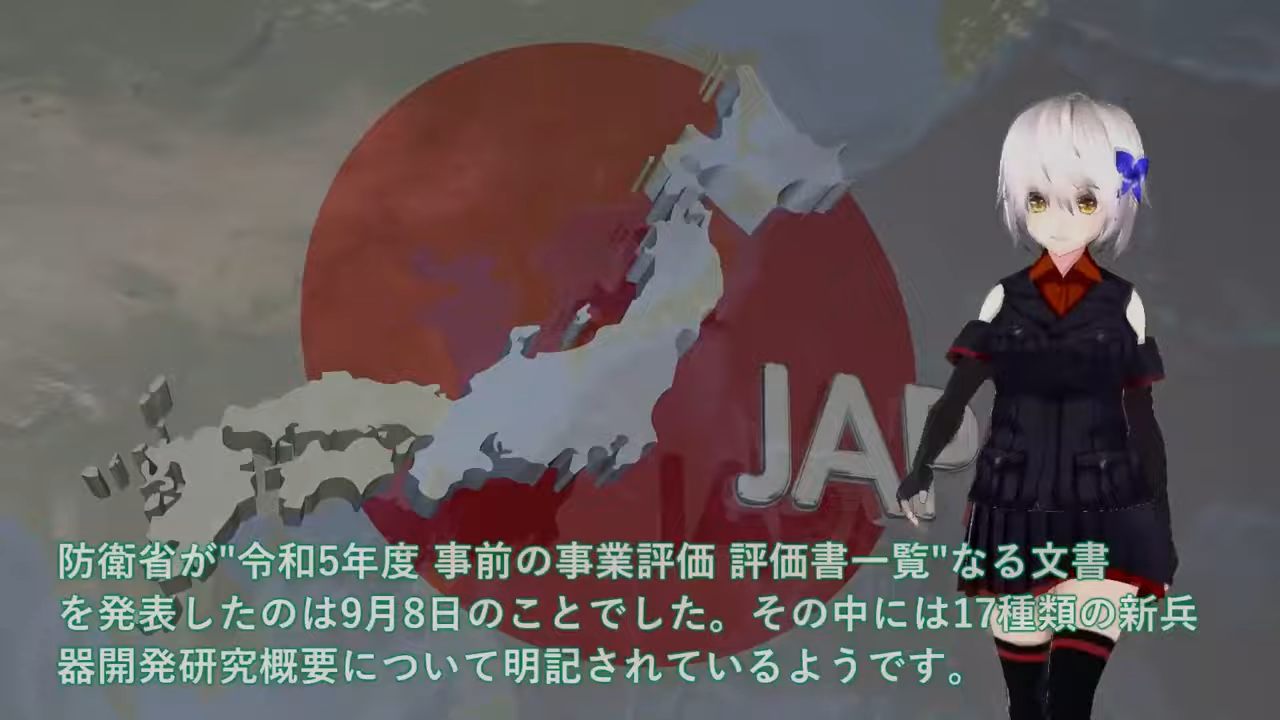 JAP
防衛省が"令和5年度 事前の事業評価 評価書一覧"なる文書
を発表したのは9月8日のことでした。その中には17種類の新兵
器開発研究概要について明記されているようです。